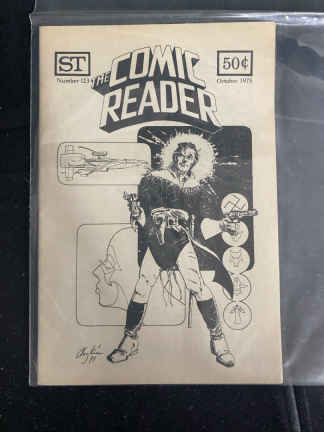 ST
Number 123
50¢
October 1975
THE
COMIC
READER